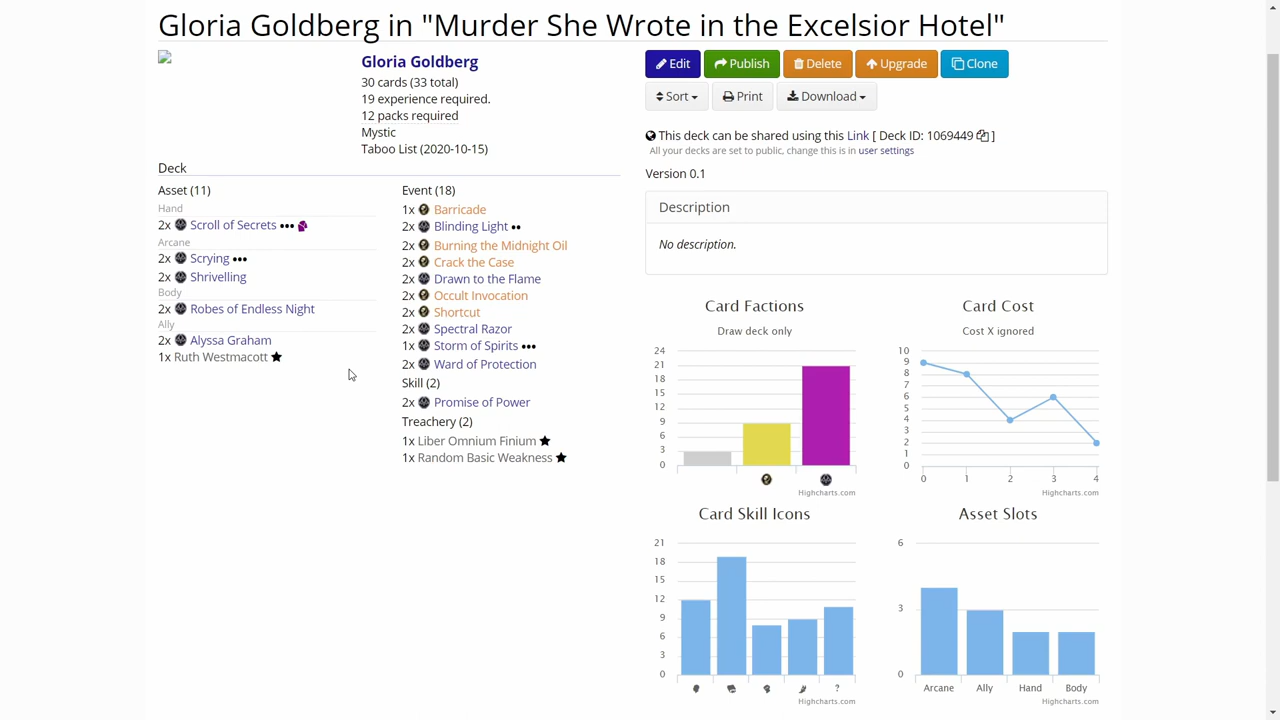 Gloria Goldberg in "Murder She Wrote in the Excelsior Hotel"
Gloria Goldberg
30 cards (33 total)
19 experience required.
12 packs required
Mystic
Taboo List (2020-10-15)
Edit Publish Delete Upgrade Clone
Sort Print Download
This deck can be shared using this Link [ Deck ID: 1069449 ]
All your decks are set to public, change this is in user settings
Version 0.1
Description
No description.
Deck
Asset (11)
Hand
2x Scroll of Secrets •••
Arcane
2x Scrying •••
2x Shrivelling
Body
2x Robes of Endless Night
Ally
2x Alyssa Graham
1x Ruth Westmacott ★
Event (18)
1x Barricade
2x Blinding Light ••
2x Burning the Midnight Oil
2x Crack the Case
2x Drawn to the Flame
2x Occult Invocation
2x Shortcut
2x Spectral Razor
1x Storm of Spirits •••
2x Ward of Protection
Skill (2)
2x Promise of Power
Treachery (2)
1x Liber Omnium Finium ★
1x Random Basic Weakness ★
Card Factions
Draw deck only
24
21
18
15
12
9
6
3
0
Highcharts.com
Card Cost
Cost X ignored
10
9
8
7
6
5
4
3
2
1
0
0 1 2 3 4
Highcharts.com
Card Skill Icons
21
18
15
12
9
6
3
0
?
Highcharts.com
Asset Slots
6
3
0
Arcane Ally Hand Body
Highcharts.com